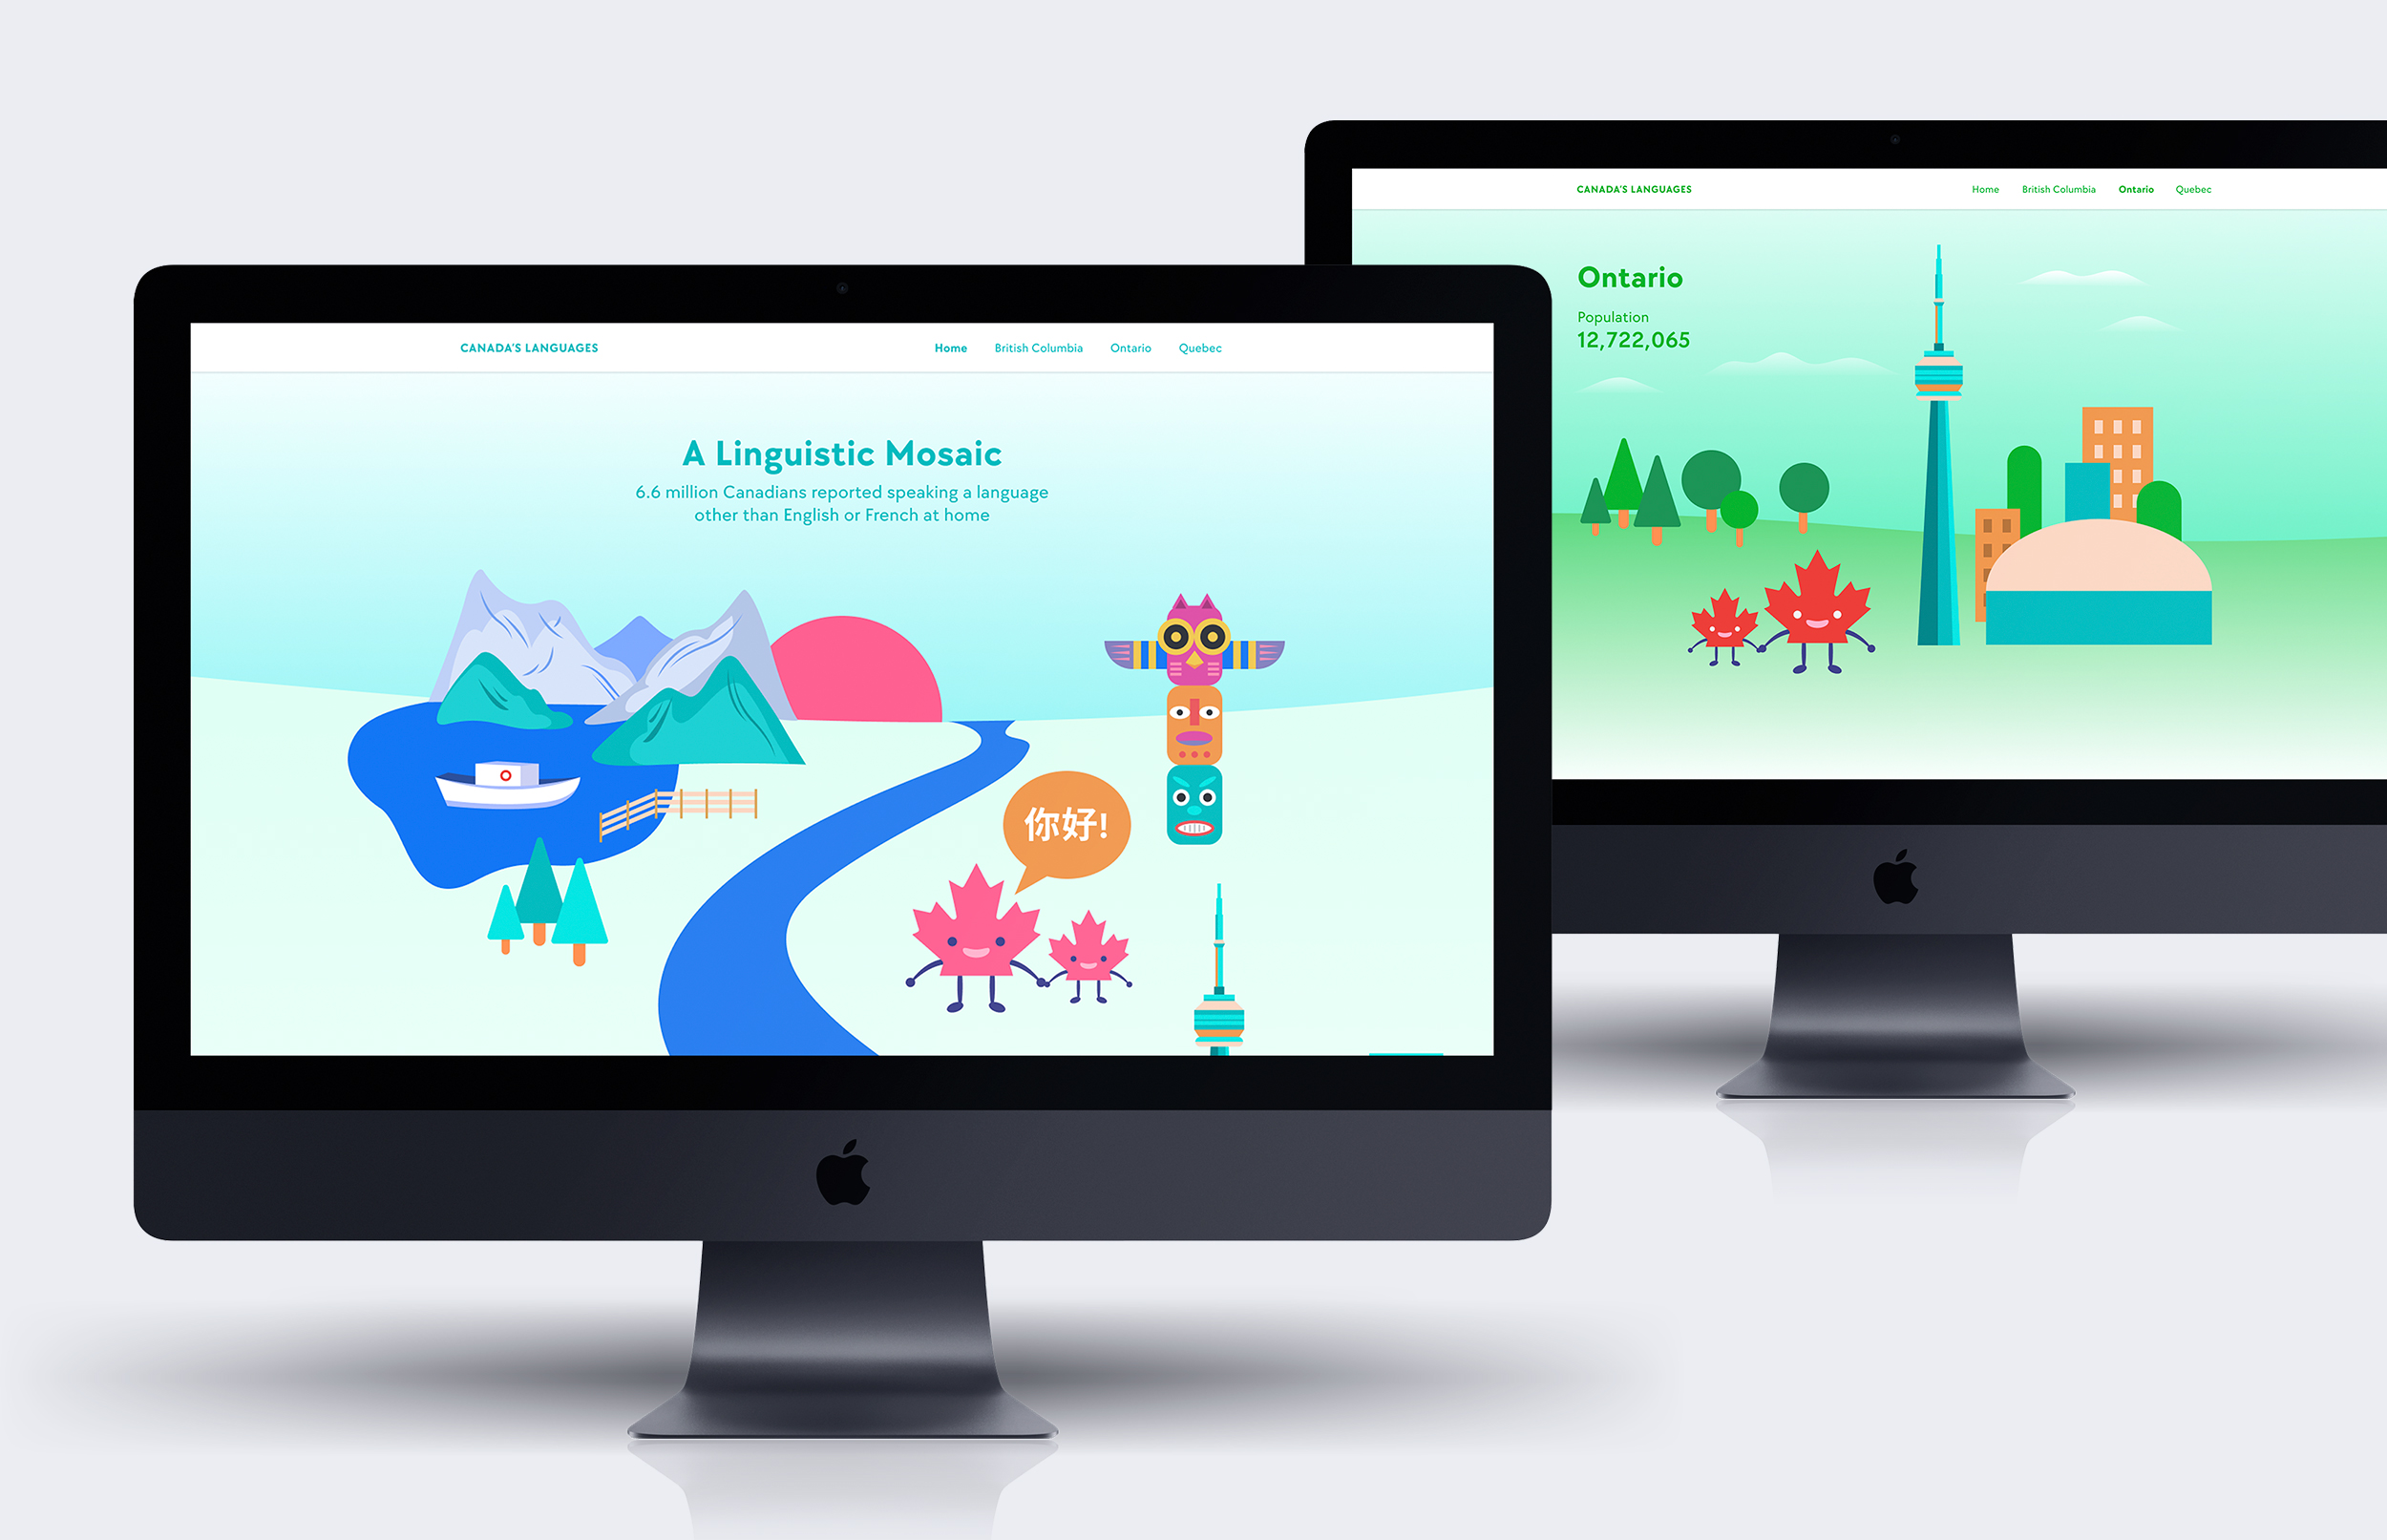 CANADA'S LANGUAGES
Home British Columbia Ontario Quebec
A Linguistic Mosaic
6.6 million Canadians reported speaking a language
other than English or French at home
你好!
CANADA'S LANGUAGES
Home British Columbia Ontario Quebec
Ontario
Population
12,722,065